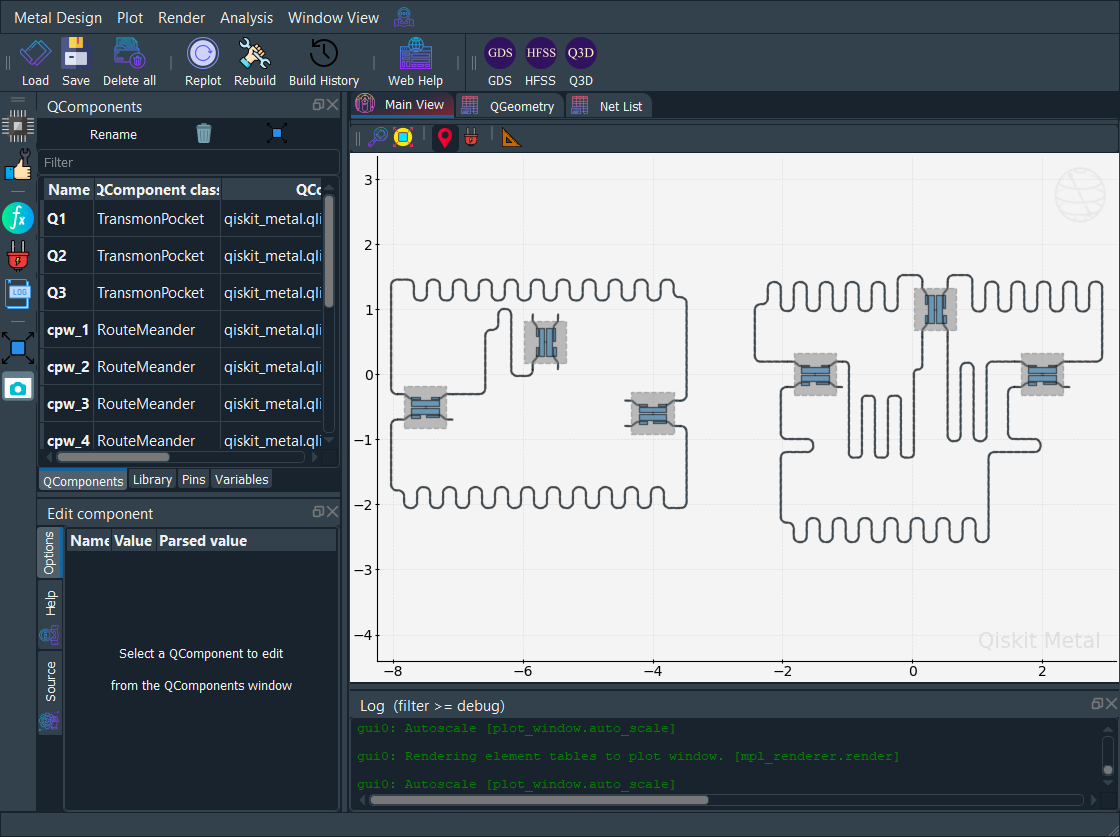 Metal Design Plot Render Analysis Window View
GDS HFSS Q3D
Load Save Delete all Replot Rebuild Build History Web Help GDS HFSS Q3D
QComponents
Rename
Filter
Name QComponent class QCo
Q1 TransmonPocket qiskit_metal.qli
Q2 TransmonPocket qiskit_metal.qli
Q3 TransmonPocket qiskit_metal.qli
cpw_1 RouteMeander qiskit_metal.qli
cpw_2 RouteMeander qiskit_metal.qli
cpw_3 RouteMeander qiskit_metal.qli
cpw_4 RouteMeander qiskit_metal.qli
QComponents Library Pins Variables
fx
LOG
Edit component
Options
Help
Source
Name Value Parsed value
Select a QComponent to edit
from the QComponents window
Main View QGeometry Net List
3
2
1
0
−1
−2
−3
−4
−8 −6 −4 −2 0 2
Qiskit Metal
Log (filter >= debug)
gui0: Autoscale [plot_window.auto_scale]
gui0: Rendering element tables to plot window. [mpl_renderer.render]
gui0: Autoscale [plot_window.auto_scale]